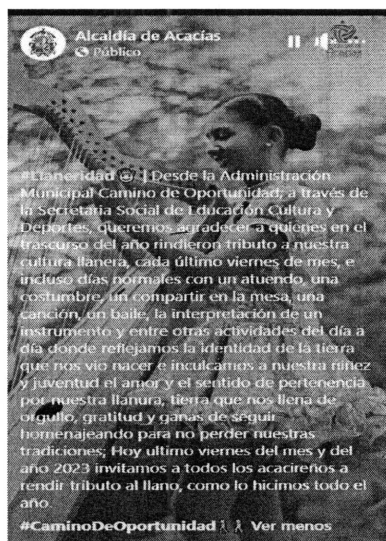 Alcaldía de Acacías
Público
#Llaneridad 🤠 | Desde la Administración
Municipal Camino de Oportunidad, a través de
la Secretaria Social de Educación Cultura y
Deportes, queremos agradecer a quienes en el
trascurso del año rindieron tributo a nuestra
cultura llanera, cada último viernes de mes, e
incluso días normales con un atuendo, una
costumbre, un compartir en la mesa, una
canción, un baile, la interpretación de un
instrumento y entre otras actividades del día a
día donde reflejamos la identidad de la tierra
que nos vio nacer e inculcamos a nuestra niñez
y juventud el amor y el sentido de pertenencia
por nuestra llanura, tierra que nos llena de
orgullo, gratitud y ganas de seguir
homenajeando para no perder nuestras
tradiciones; Hoy ultimo viernes del mes y del
año 2023 invitamos a todos los acacireños a
rendir tributo al llano, como lo hicimos todo el
año.
#CaminoDeOportunidad Ver menos